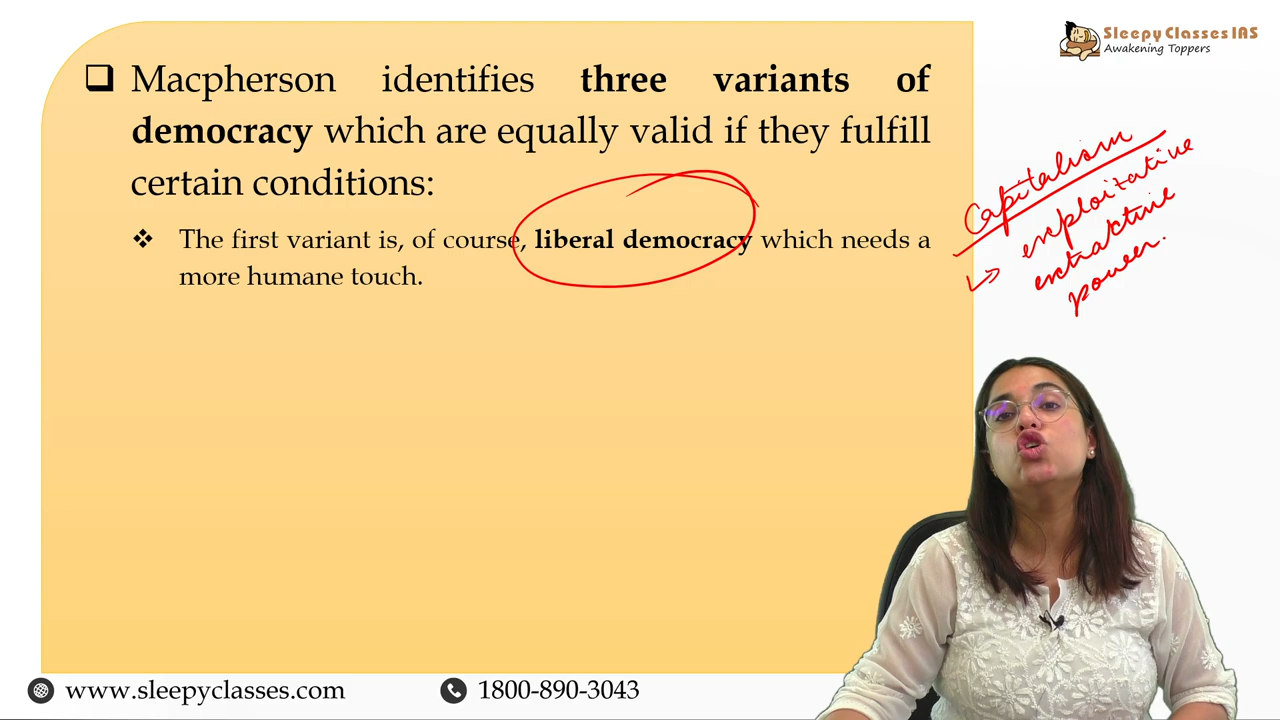 Sleepy Classes IAS
Awakening Toppers
Macpherson identifies three variants of
democracy which are equally valid if they fulfill
certain conditions:
The first variant is, of course, liberal democracy which needs a
more humane touch.
Capitalism
exploitative
extractive
power.
www.sleepyclasses.com
1800-890-3043